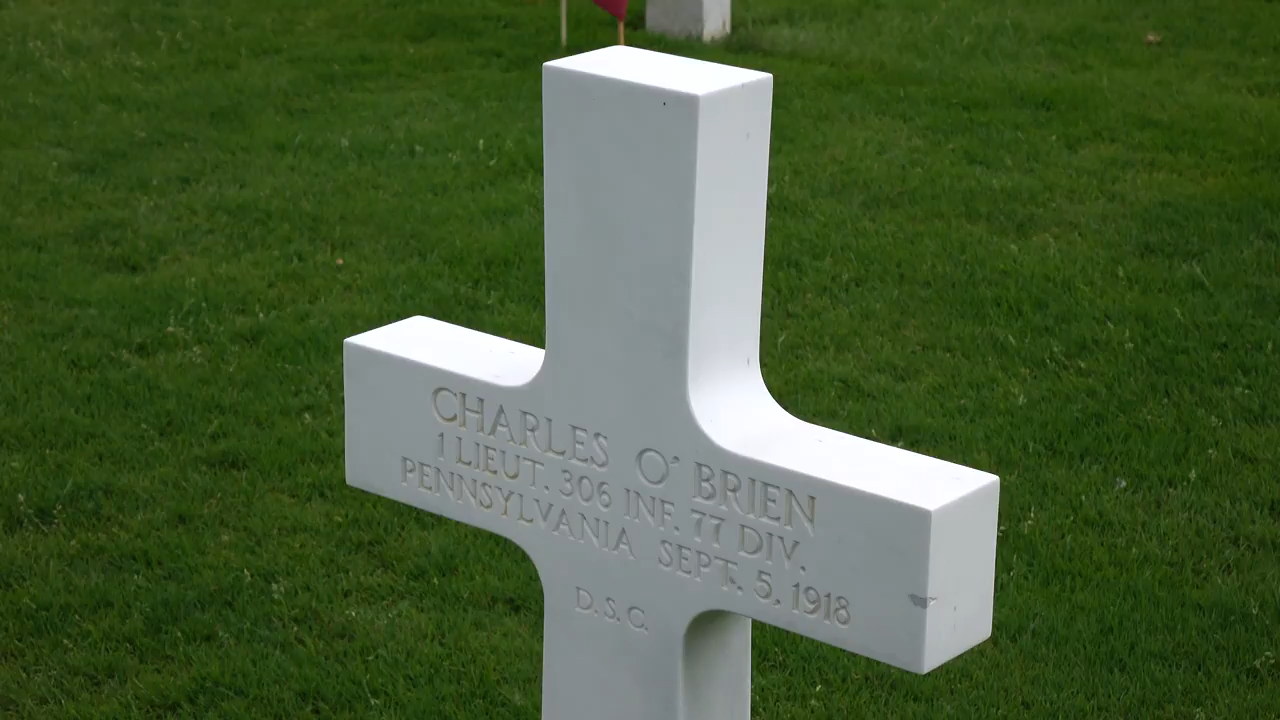 CHARLES O'BRIEN
1 LIEUT. 306 INF. 77 DIV.
PENNSYLVANIA SEPT. 5, 1918
D.S.C.